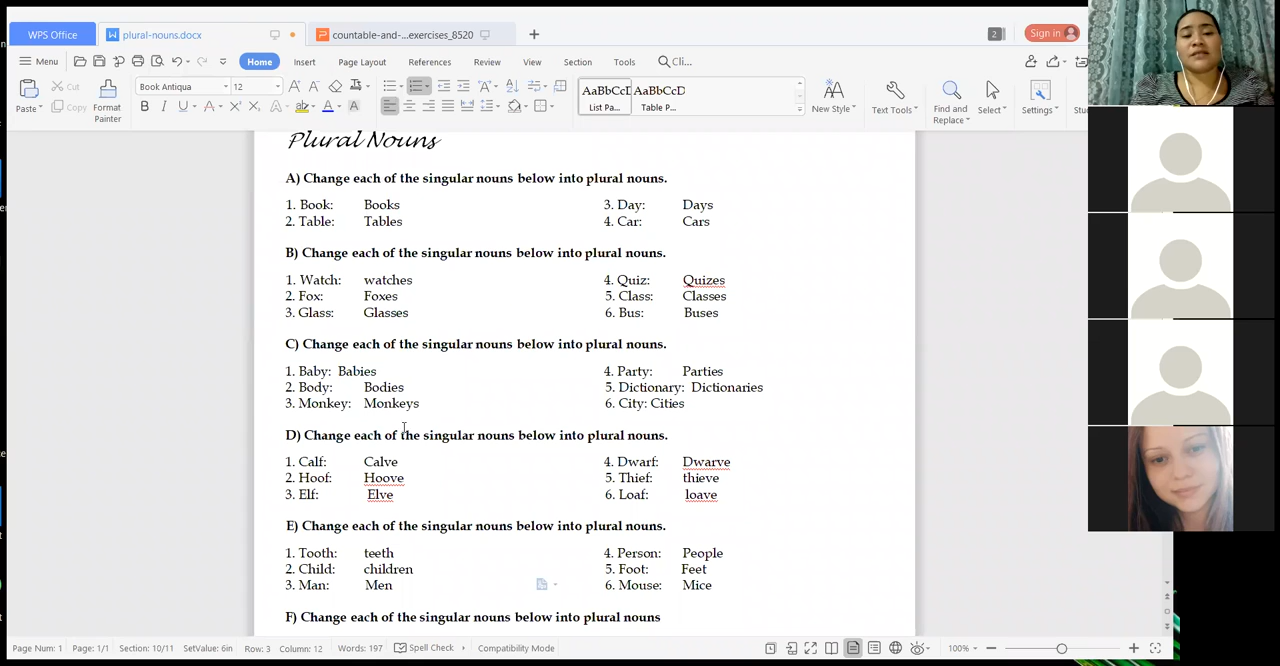 WPS Office plural-nouns.docx countable-and-...exercises_8520 2 Sign in
Menu Home Insert Page Layout References Review View Section Tools Cli...
Paste Cut Copy Format Painter Book Antiqua 12 AaBbCcD List Pa... AaBbCcD Table P... New Style Text Tools Find and Replace Select Settings
Plural Nouns
A) Change each of the singular nouns below into plural nouns.
1. Book: Books 3. Day: Days
2. Table: Tables 4. Car: Cars
B) Change each of the singular nouns below into plural nouns.
1. Watch: watches 4. Quiz: Quizes
2. Fox: Foxes 5. Class: Classes
3. Glass: Glasses 6. Bus: Buses
C) Change each of the singular nouns below into plural nouns.
1. Baby: Babies 4. Party: Parties
2. Body: Bodies 5. Dictionary: Dictionaries
3. Monkey: Monkeys 6. City: Cities
D) Change each of the singular nouns below into plural nouns.
1. Calf: Calve 4. Dwarf: Dwarve
2. Hoof: Hoove 5. Thief: thieve
3. Elf: Elve 6. Loaf: loave
E) Change each of the singular nouns below into plural nouns.
1. Tooth: teeth 4. Person: People
2. Child: children 5. Foot: Feet
3. Man: Men 6. Mouse: Mice
F) Change each of the singular nouns below into plural nouns
Page Num: 1 Page: 1/1 Section: 10/11 SetValue: 6in Row: 3 Column: 12 Words: 197 Spell Check Compatibility Mode 100%